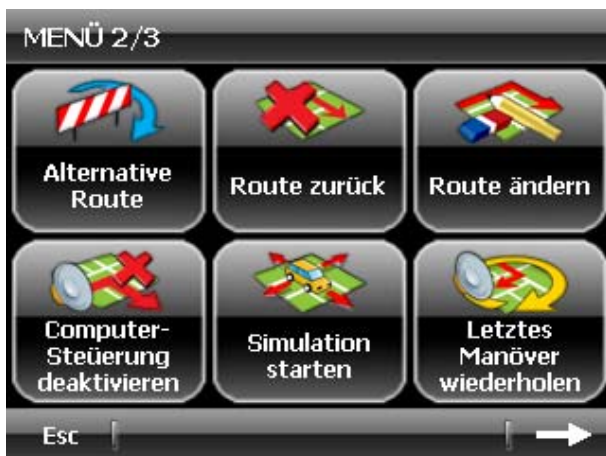 MENÜ 2/3
Alternative
Route
Route zurück
Route ändern
Computer-
Steüerung
deaktivieren
Simulation
starten
Letztes
Manöver
wiederholen
Esc